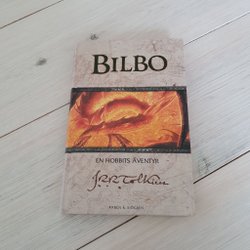 BILBO
EN HOBBITS ÄVENTYR
J.R.R. Tolkien